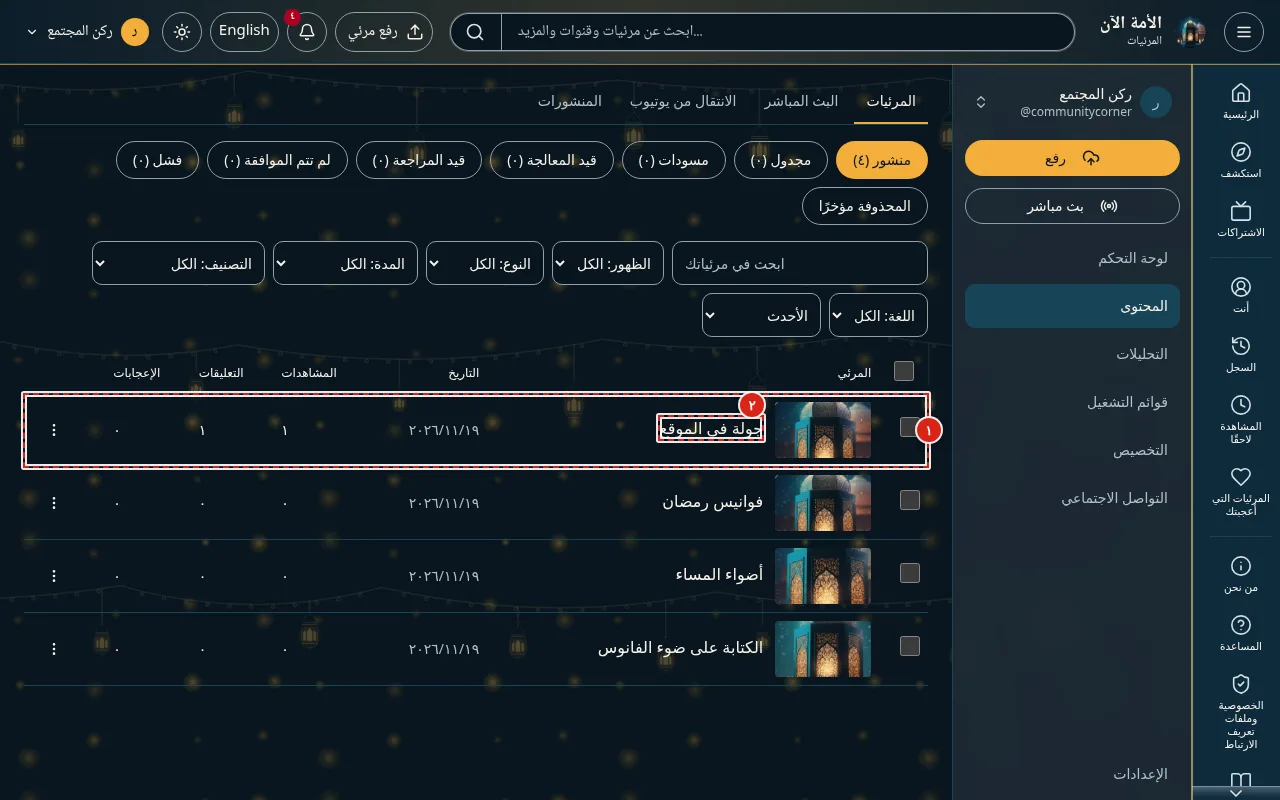 الأمة الآن
المرئيات
ابحث عن مرئيات وقنوات والمزيد...
رفع مرئي
٤
English
ر
ركن المجتمع
الرئيسية
استكشف
الاشتراكات
أنت
السجل
المشاهدة
لاحقًا
المرئيات التي
أعجبتك
من نحن
المساعدة
الخصوصية
وملفات
تعريف
الارتباط
ر
ركن المجتمع
@communitycorner
رفع
بث مباشر
لوحة التحكم
المحتوى
التحليلات
قوائم التشغيل
التخصيص
التواصل الاجتماعي
الإعدادات
المرئيات
البث المباشر
الانتقال من يوتيوب
المنشورات
منشور (٤)
مجدول (٠)
مسودات (٠)
قيد المعالجة (٠)
قيد المراجعة (٠)
لم تتم الموافقة (٠)
فشل (٠)
المحذوفة مؤخرًا
ابحث في مرئياتك
الظهور: الكل
النوع: الكل
المدة: الكل
التصنيف: الكل
اللغة: الكل
الأحدث
المرئي
التاريخ
المشاهدات
التعليقات
الإعجابات
١
٢
جولة في الموقع
٢٠٢٦/١١/١٩
١
١
٠
فوانيس رمضان
٢٠٢٦/١١/١٩
٠
٠
٠
أضواء المساء
٢٠٢٦/١١/١٩
٠
٠
٠
الكتابة على ضوء الفانوس
٢٠٢٦/١١/١٩
٠
٠
٠